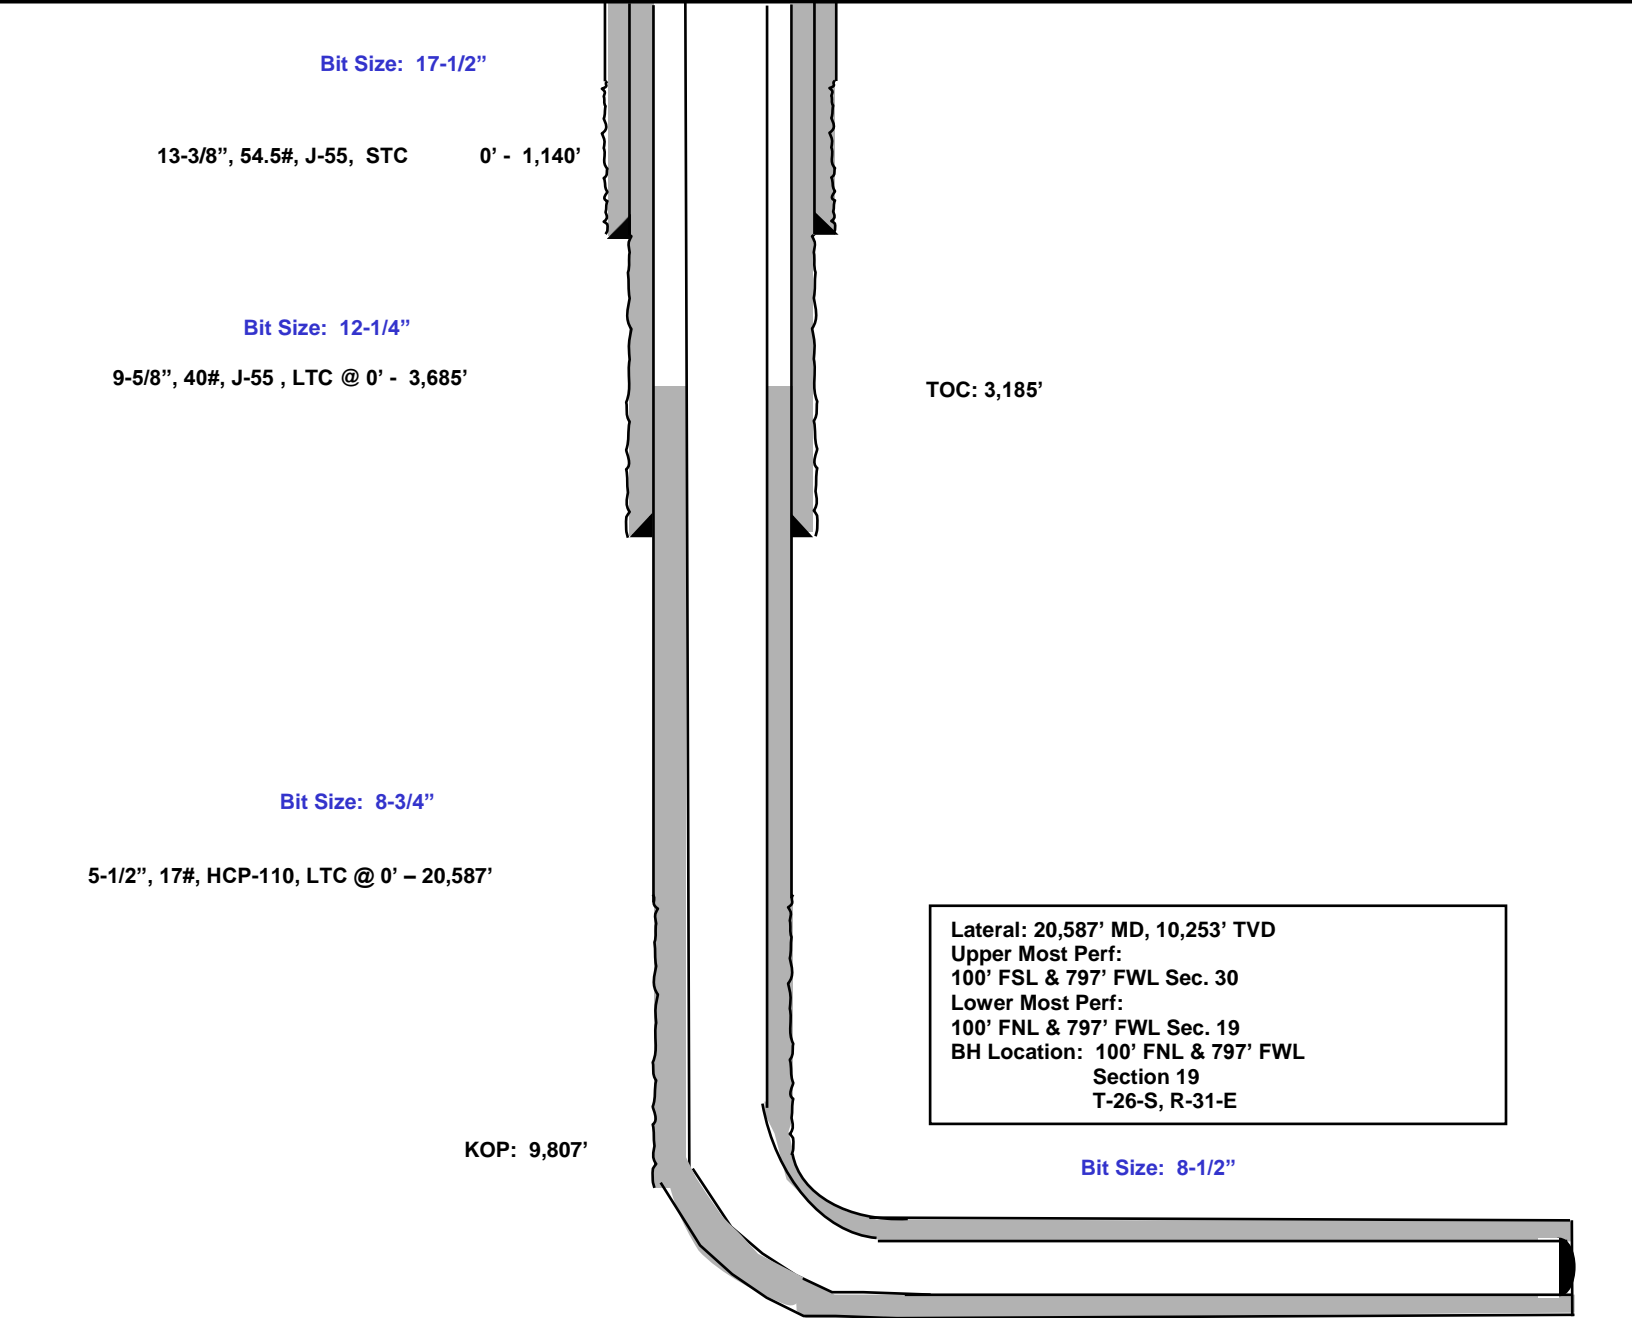 Bit Size: 17-1/2”
13-3/8”, 54.5#, J-55, STC 0’ - 1,140’
Bit Size: 12-1/4”
9-5/8”, 40#, J-55 , LTC @ 0’ - 3,685’
TOC: 3,185’
Bit Size: 8-3/4”
5-1/2”, 17#, HCP-110, LTC @ 0’ – 20,587’
Lateral: 20,587’ MD, 10,253’ TVD
Upper Most Perf:
100’ FSL & 797’ FWL Sec. 30
Lower Most Perf:
100’ FNL & 797’ FWL Sec. 19
BH Location: 100’ FNL & 797’ FWL
Section 19
T-26-S, R-31-E
KOP: 9,807’
Bit Size: 8-1/2”